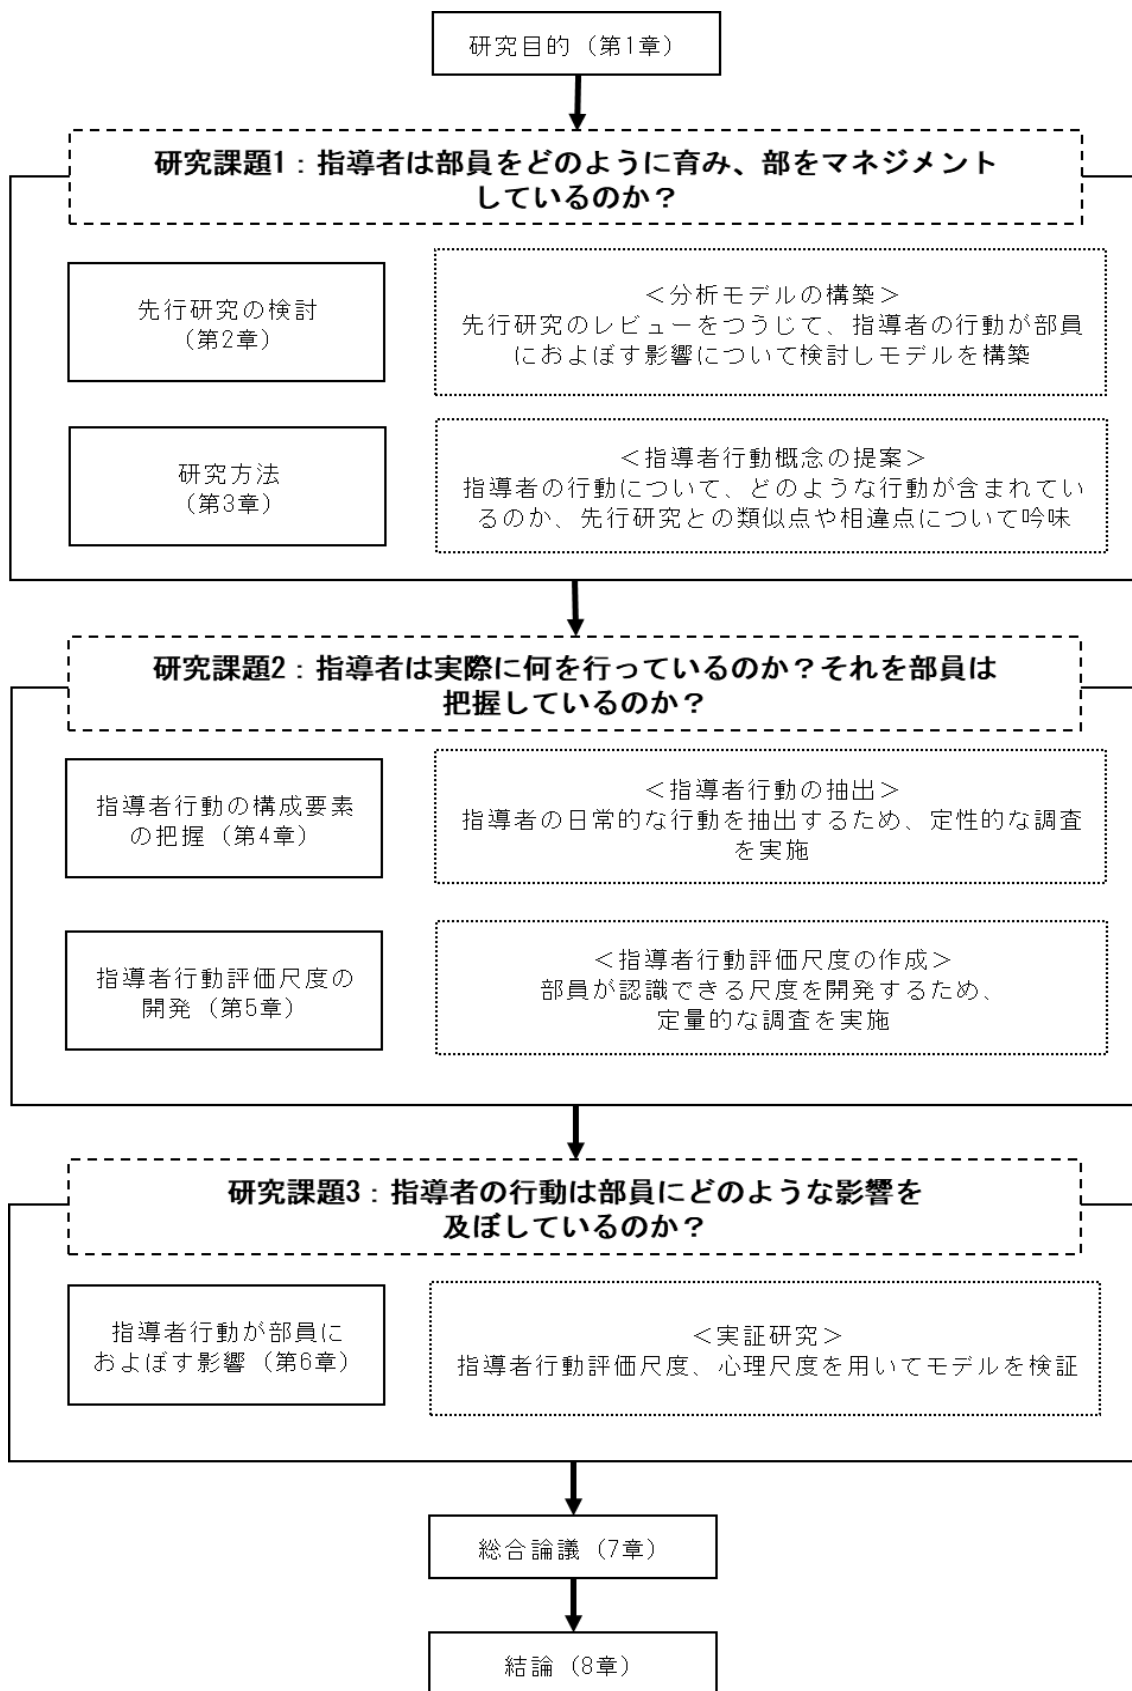 研究目的（第1章）
研究課題1：指導者は部員をどのように育み、部をマネジメント
しているのか？
先行研究の検討
（第2章）
＜分析モデルの構築＞
先行研究のレビューをつうじて、指導者の行動が部員
におよぼす影響について検討しモデルを構築
研究方法
（第3章）
＜指導者行動概念の提案＞
指導者の行動について、どのような行動が含まれてい
るのか、先行研究との類似点や相違点について吟味
研究課題2：指導者は実際に何を行っているのか？それを部員は
把握しているのか？
指導者行動の構成要素
の把握（第4章）
＜指導者行動の抽出＞
指導者の日常的な行動を抽出するため、定性的な調査
を実施
指導者行動評価尺度の
開発（第5章）
＜指導者行動評価尺度の作成＞
部員が認識できる尺度を開発するため、
定量的な調査を実施
研究課題3：指導者の行動は部員にどのような影響を
及ぼしているのか？
指導者行動が部員に
およぼす影響（第6章）
＜実証研究＞
指導者行動評価尺度、心理尺度を用いてモデルを検証
総合論議（7章）
結論（8章）